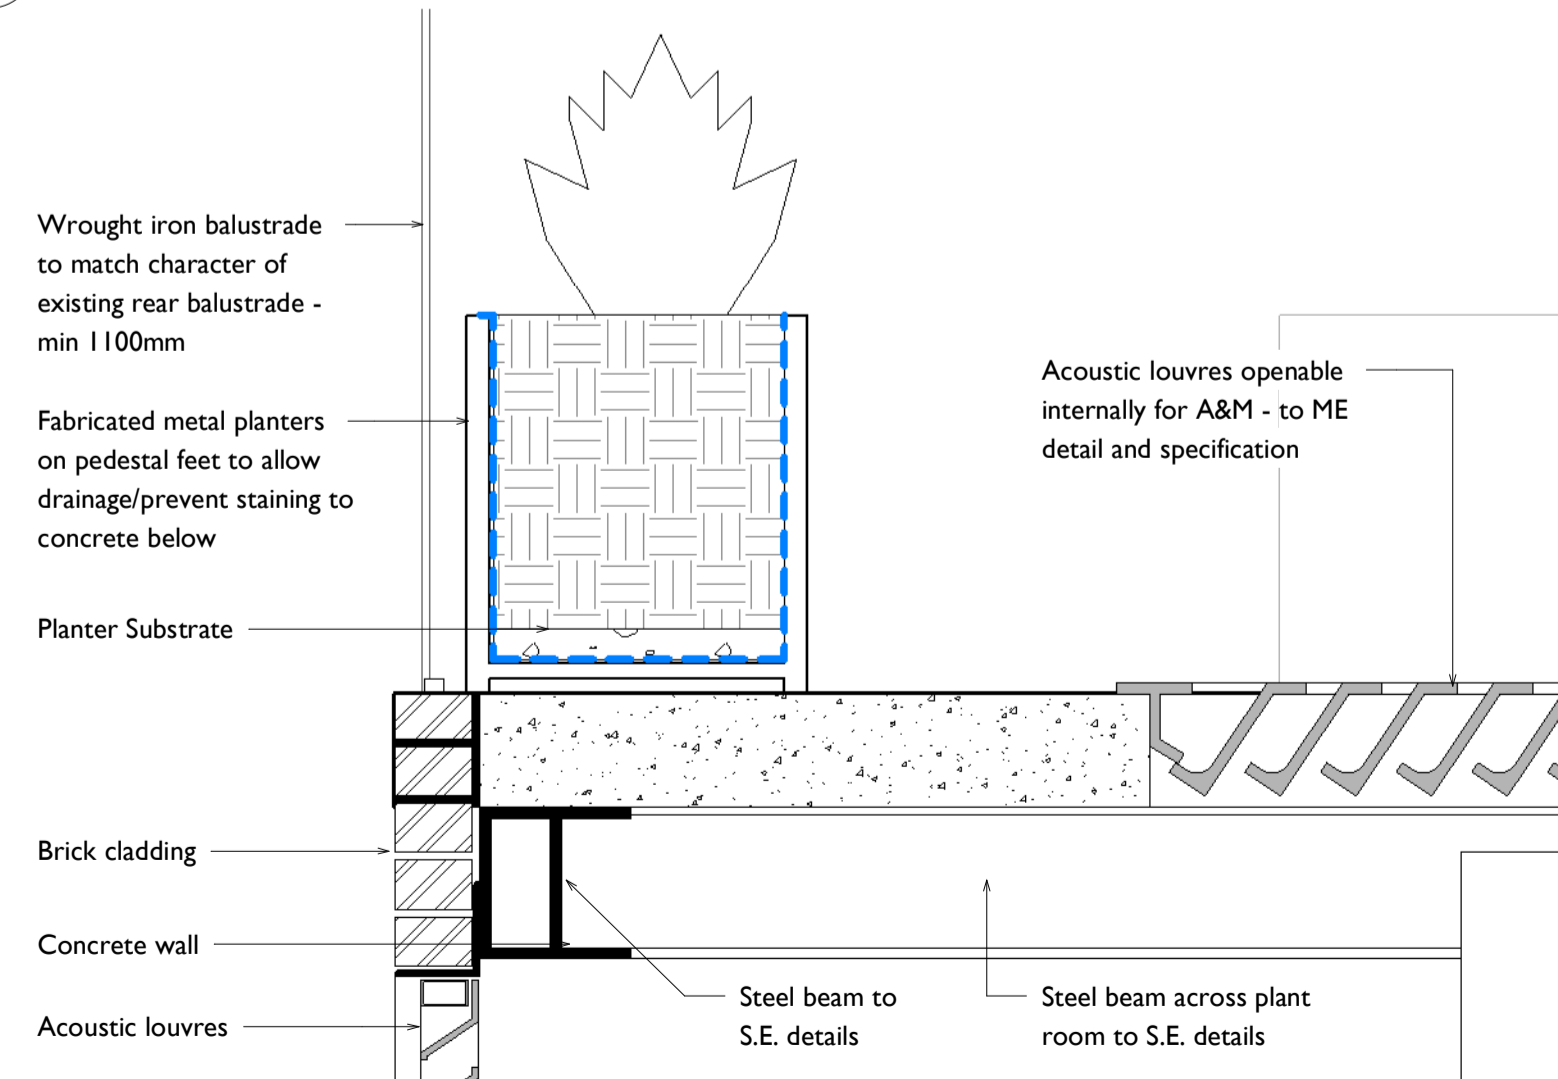 Wrought iron balustrade
to match character of
existing rear balustrade -
min 1100mm
Fabricated metal planters
on pedestal feet to allow
drainage/prevent staining to
concrete below
Planter Substrate
Brick cladding
Concrete wall
Acoustic louvres
Acoustic louvres openable
internally for A&M - to ME
detail and specification
Steel beam to
S.E. details
Steel beam across plant
room to S.E. details